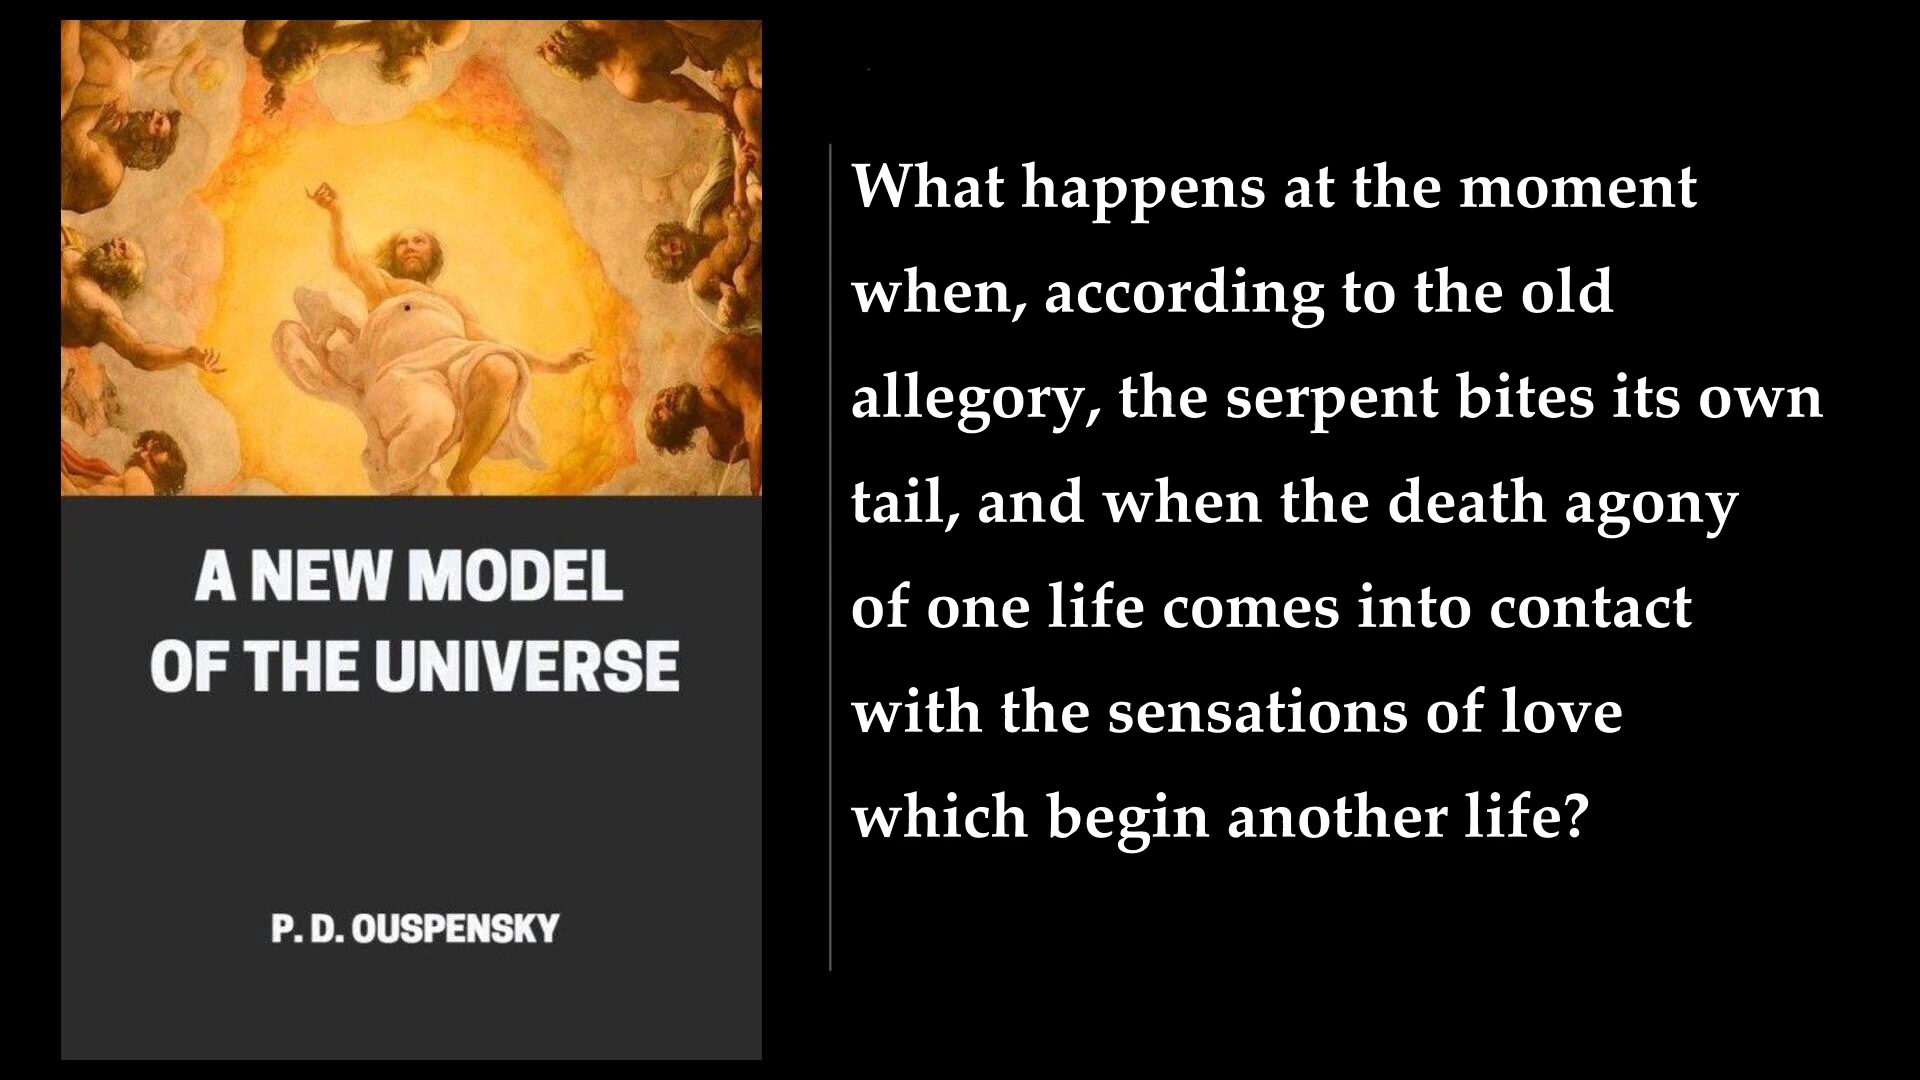 A NEW MODEL
OF THE UNIVERSE
P. D. OUSPENSKY
What happens at the moment
when, according to the old
allegory, the serpent bites its own
tail, and when the death agony
of one life comes into contact
with the sensations of love
which begin another life?